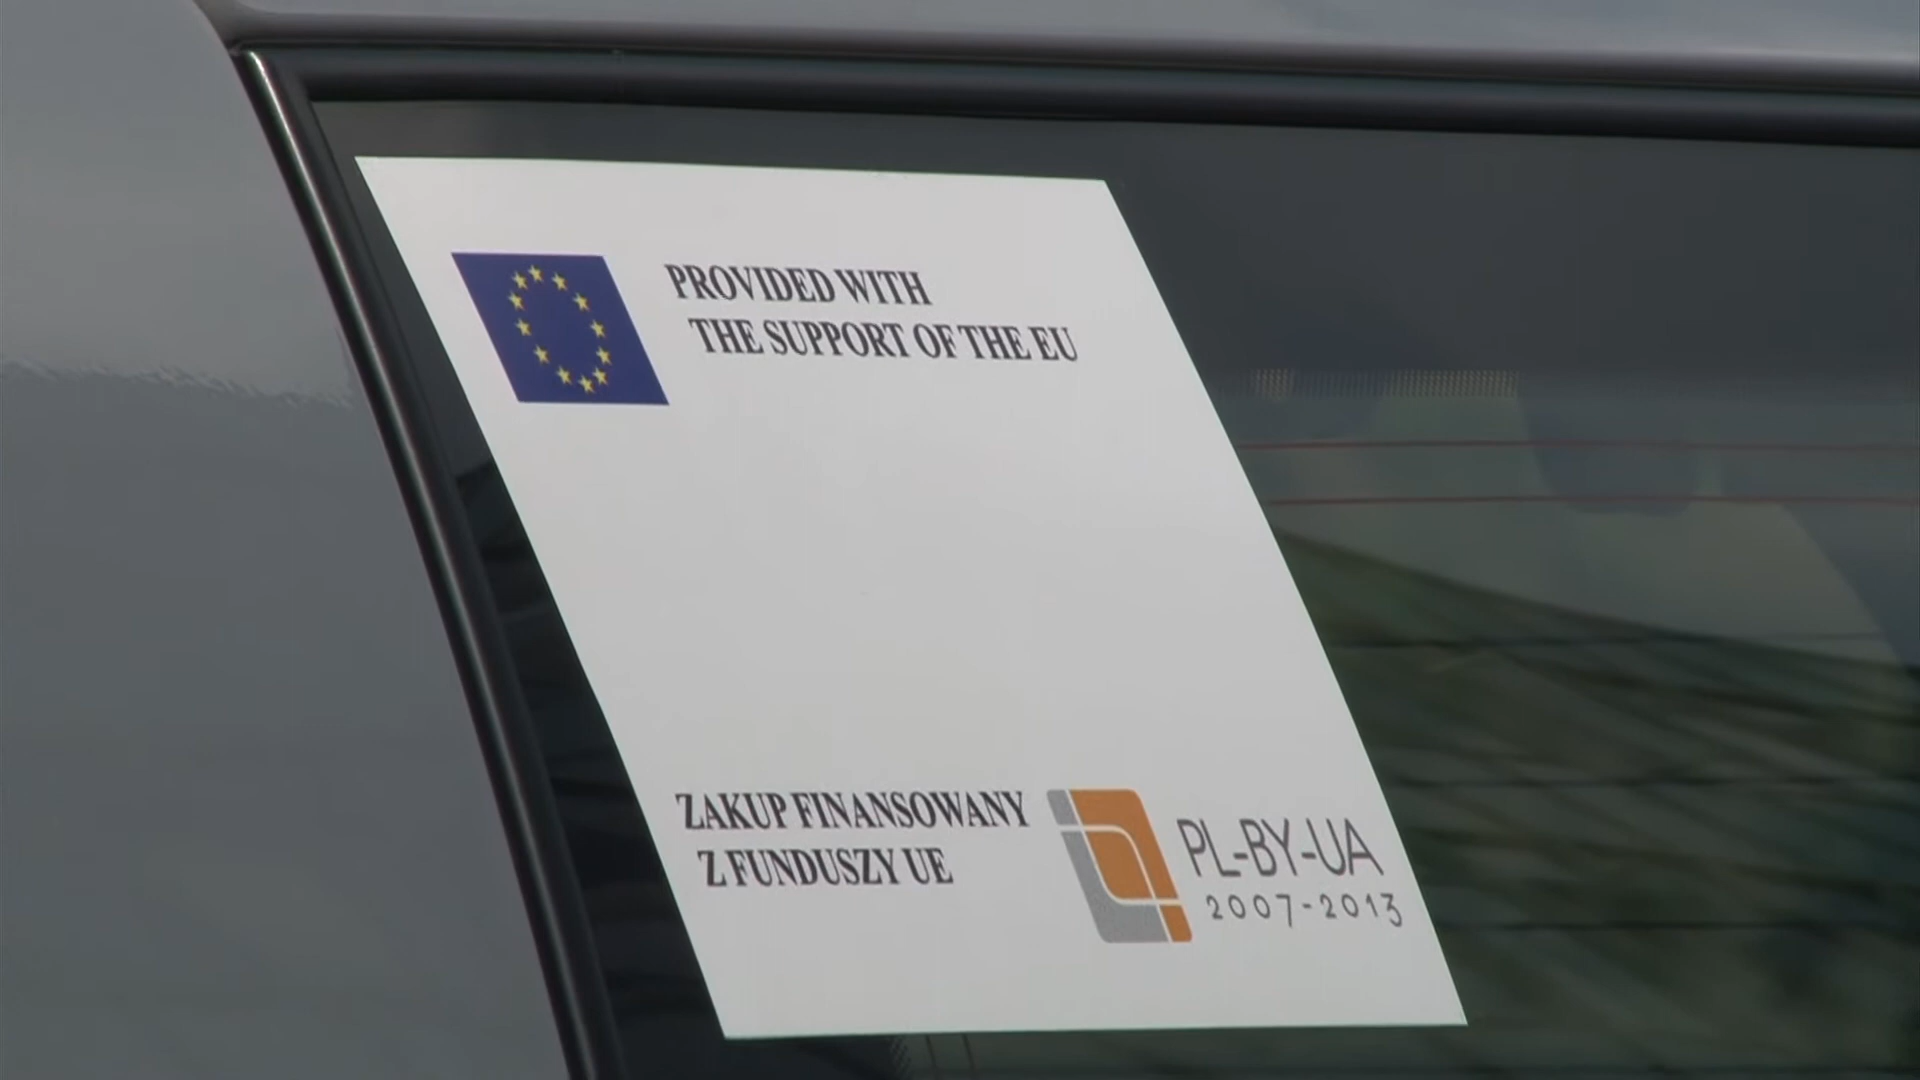 PROVIDED WITH
THE SUPPORT OF THE EU
ZAKUP FINANSOWANY
Z FUNDUSZY UE
PL-BY-UA
2007-2013